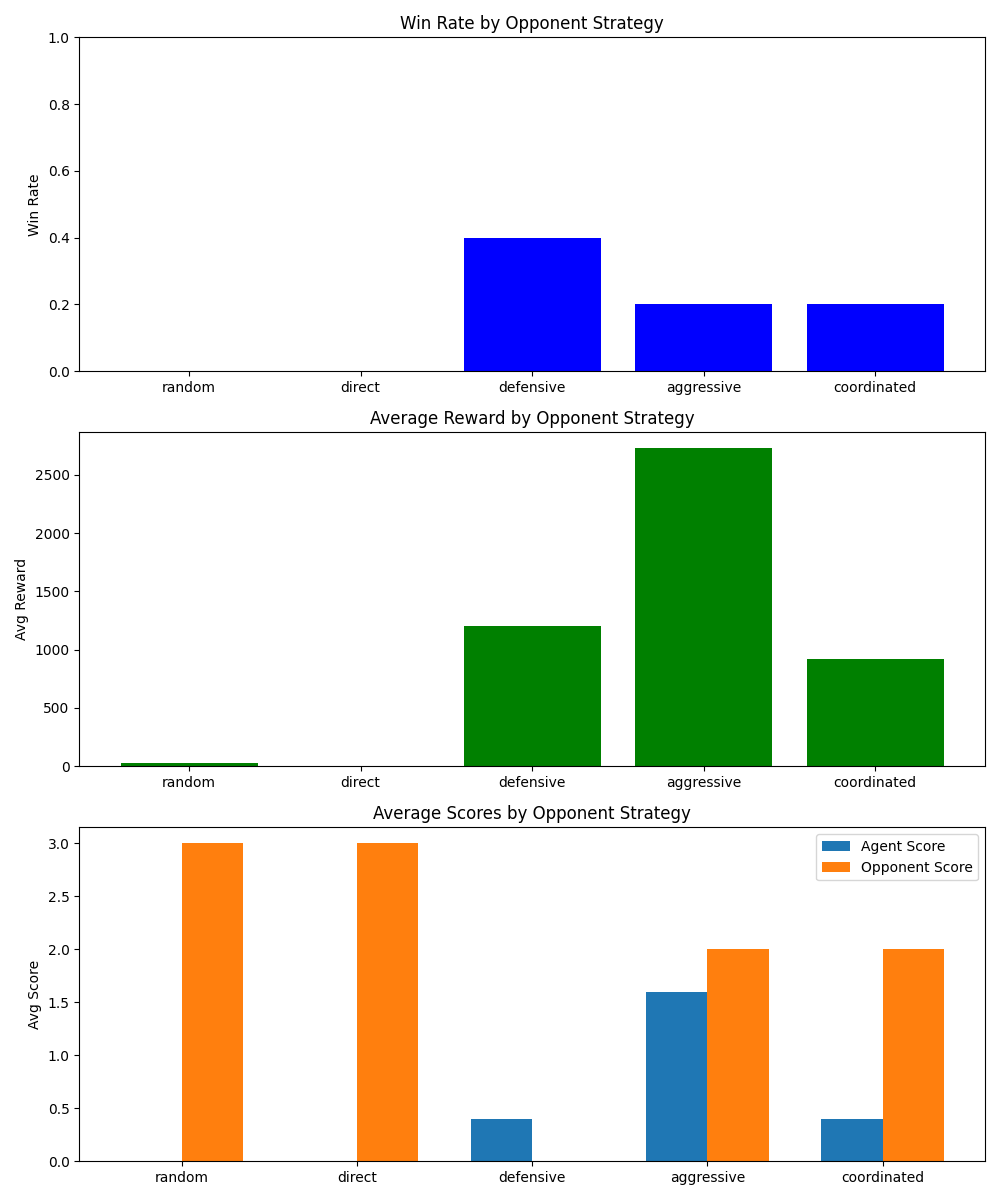 Win Rate by Opponent Strategy
1.0
0.8
0.6
0.4
0.2
0.0
Win Rate
random direct defensive aggressive coordinated
Average Reward by Opponent Strategy
2500
2000
1500
1000
500
0
Avg Reward
random direct defensive aggressive coordinated
Average Scores by Opponent Strategy
3.0
2.5
2.0
1.5
1.0
0.5
0.0
Avg Score
Agent Score
Opponent Score
random direct defensive aggressive coordinated